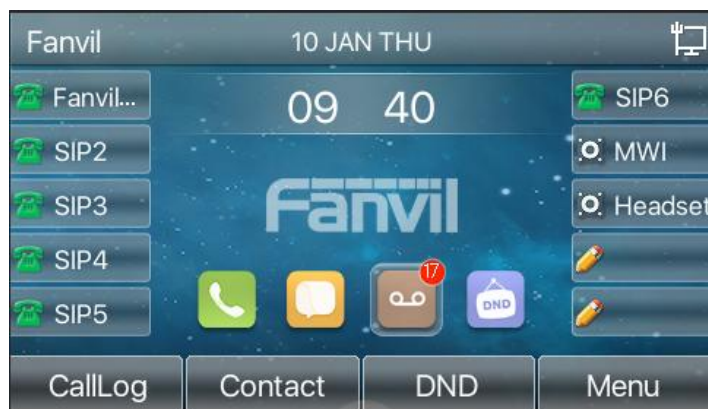 Fanvil 10 JAN THU
Fanvil...
SIP2
SIP3
SIP4
SIP5
09 40
Fanvil
17
DND
SIP6
MWI
Headset
CallLog Contact DND Menu